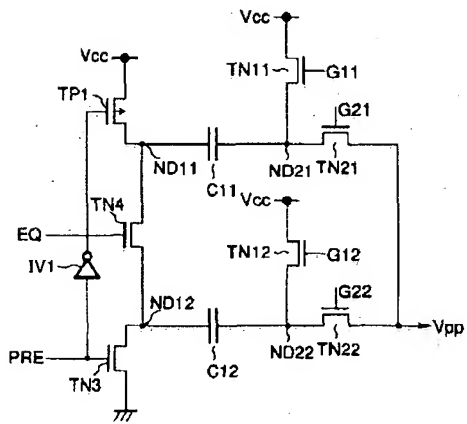 Vcc
Vcc
TN11
G11
TP1
G21
ND11
C11
ND21
TN21
TN4
Vcc
EQ
TN12
G12
IV1
ND12
G22
Vpp
PRE
C12
ND22
TN22
TN3